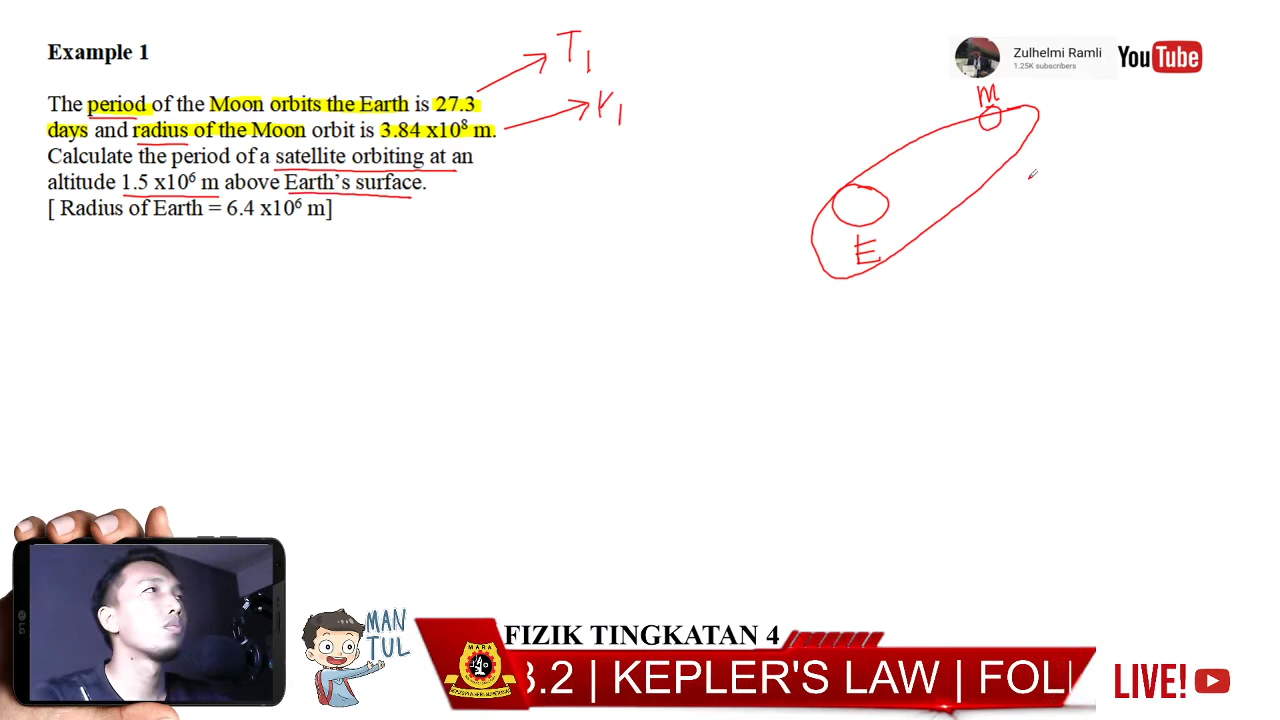 Example 1
T1
Zulhelmi Ramli
1.25K subscribers
YouTube
The period of the Moon orbits the Earth is 27.3
days and radius of the Moon orbit is 3.84 x10⁸ m.
r1
m
Calculate the period of a satellite orbiting at an
altitude 1.5 x10⁶ m above Earth's surface.
[ Radius of Earth = 6.4 x10⁶ m]
E
LG
MAN
TUL
FIZIK TINGKATAN 4
MARA
3.2 | KEPLER'S LAW | FOL
LIVE!